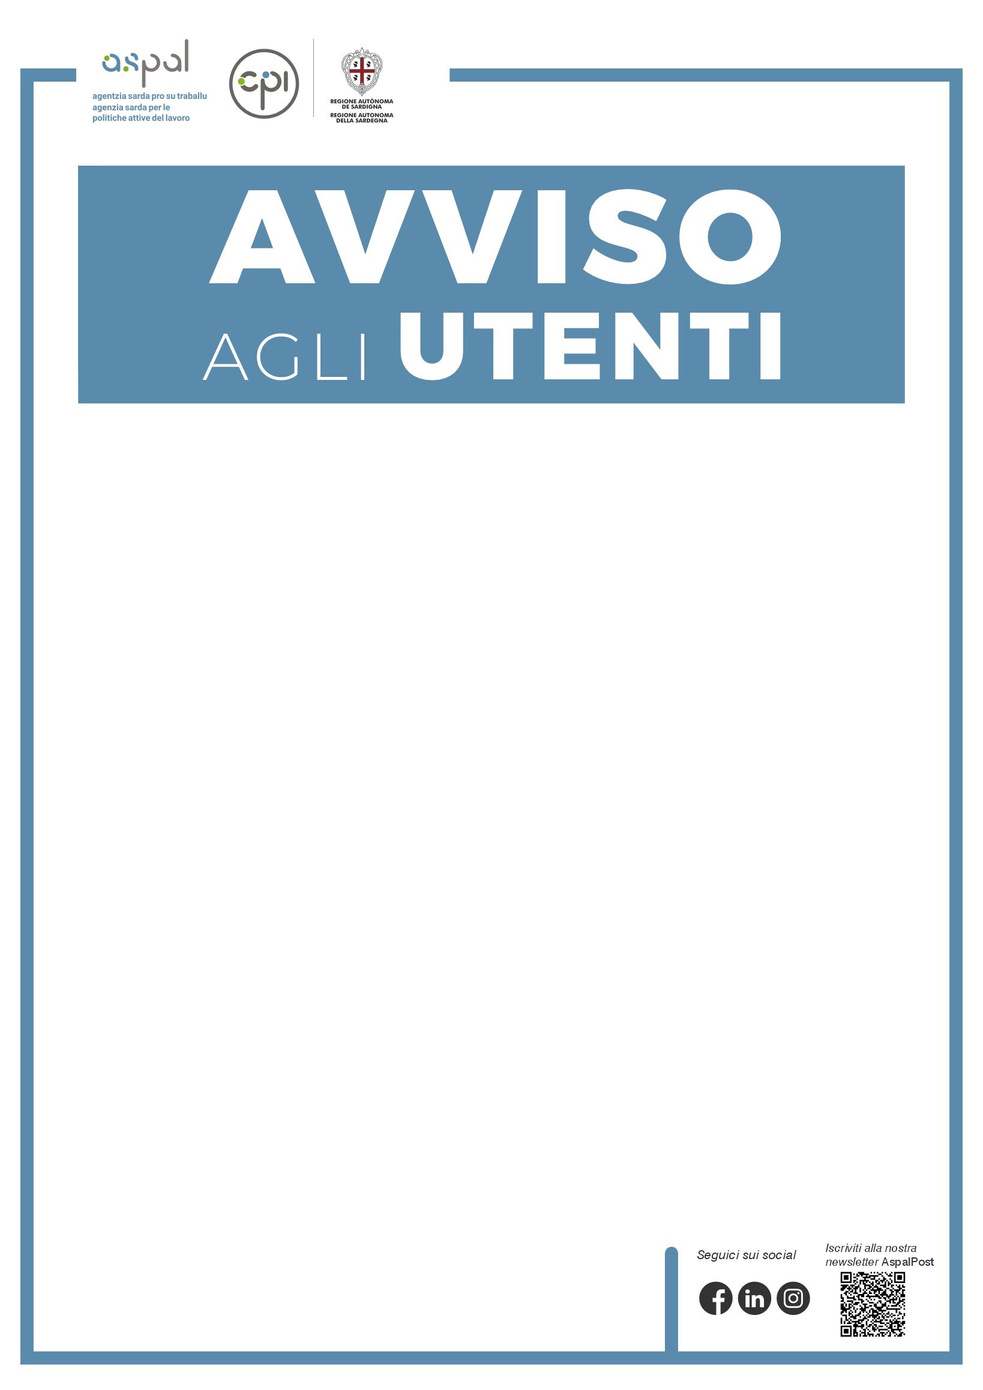 aspal
agentzia sarda pro su traballu
agenzia sarda per le
politiche attive del lavoro
cpi
REGIONE AUTÒNOMA
DE SARDIGNA
REGIONE AUTONOMA
DELLA SARDEGNA
AVVISO
AGLI UTENTI
Seguici sui social
Iscriviti alla nostra
newsletter AspalPost